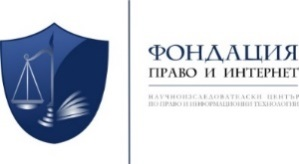 ФОНДАЦИЯ
ПРАВО И ИНТЕРНЕТ
НАУЧНОИЗСЛЕДОВАТЕЛСКИ ЦЕНТЪР
ПО ПРАВО И ИНФОРМАЦИОННИ ТЕХНОЛОГИИ